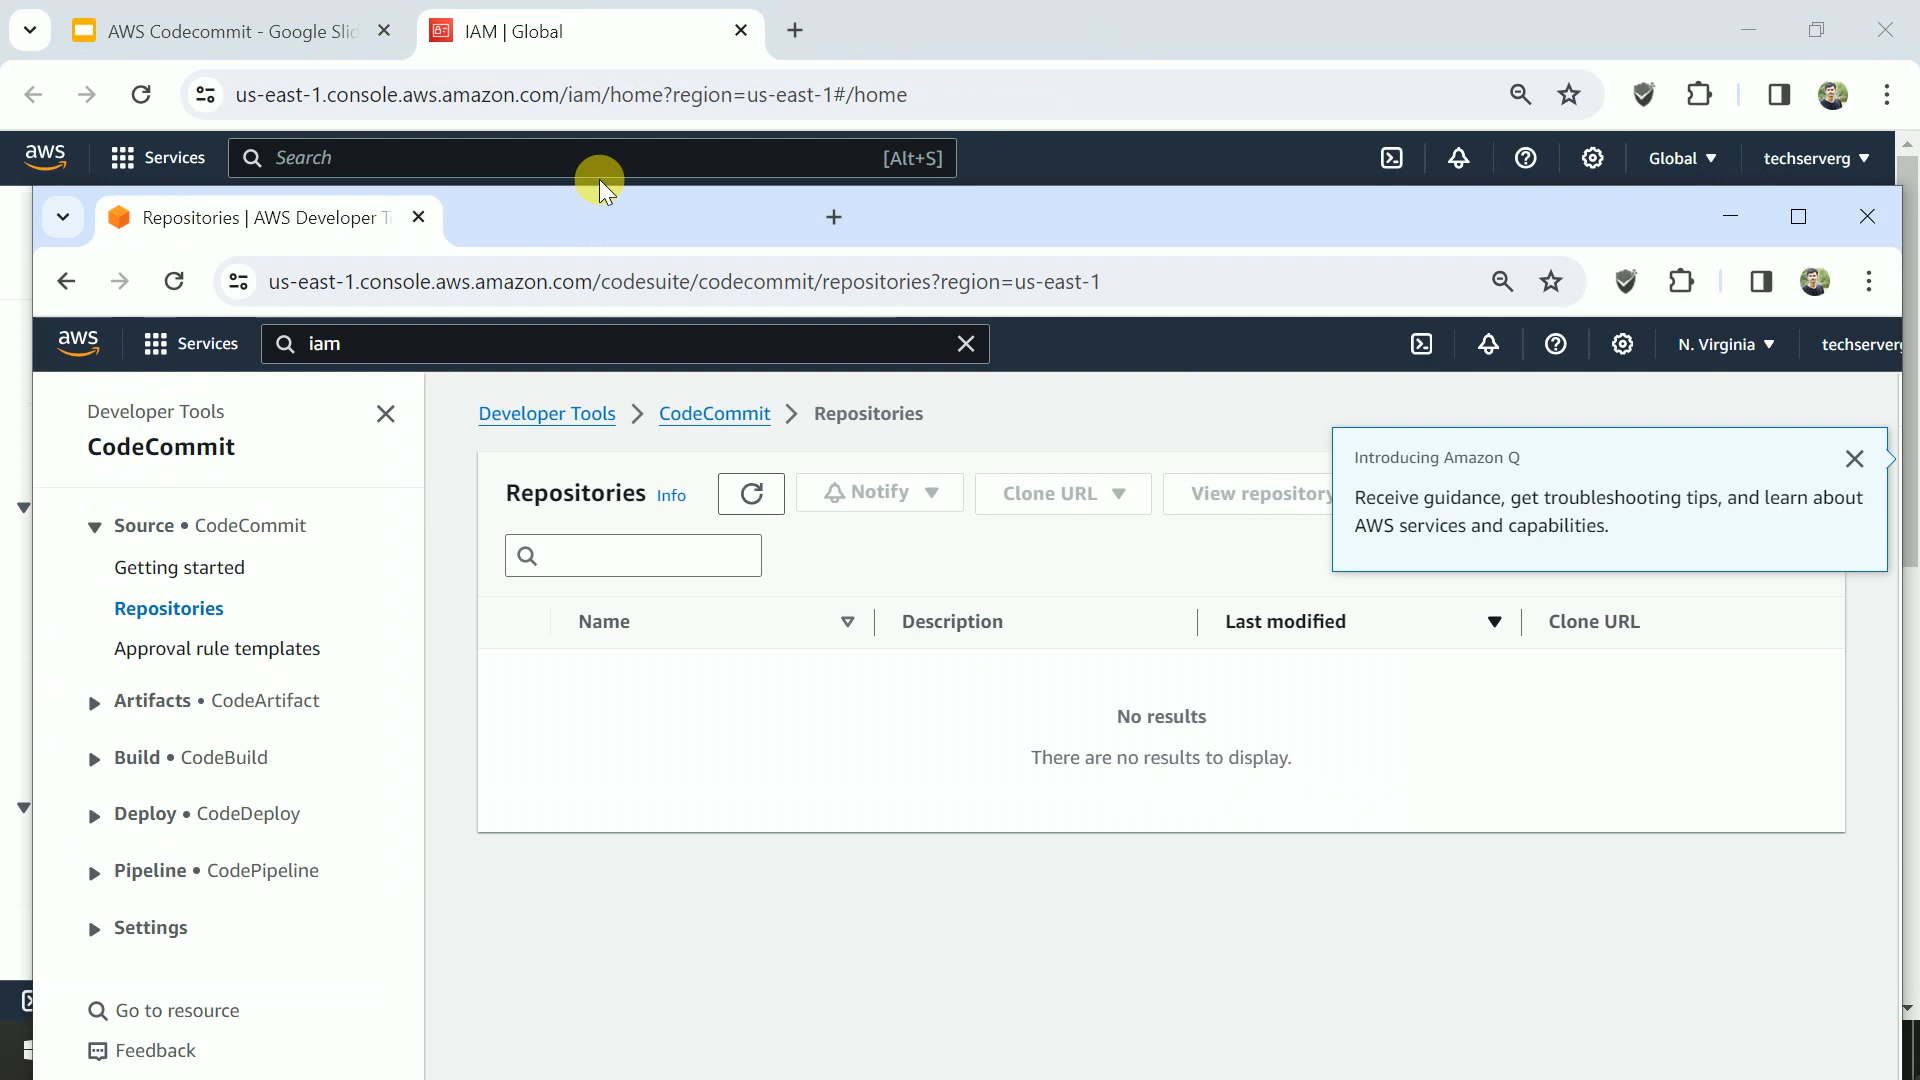 AWS Codecommit - Google Slid
IAM | Global
us-east-1.console.aws.amazon.com/iam/home?region=us-east-1#/home
aws
Services
Search
[Alt+S]
Global
techserverg
Repositories | AWS Developer T
us-east-1.console.aws.amazon.com/codesuite/codecommit/repositories?region=us-east-1
aws
Services
iam
N. Virginia
techserver
Developer Tools
CodeCommit
Source • CodeCommit
Getting started
Repositories
Approval rule templates
Artifacts • CodeArtifact
Build • CodeBuild
Deploy • CodeDeploy
Pipeline • CodePipeline
Settings
Go to resource
Feedback
Developer Tools
CodeCommit
Repositories
Repositories Info
Notify
Clone URL
View repository
Introducing Amazon Q
Receive guidance, get troubleshooting tips, and learn about
AWS services and capabilities.
Name
Description
Last modified
Clone URL
No results
There are no results to display.